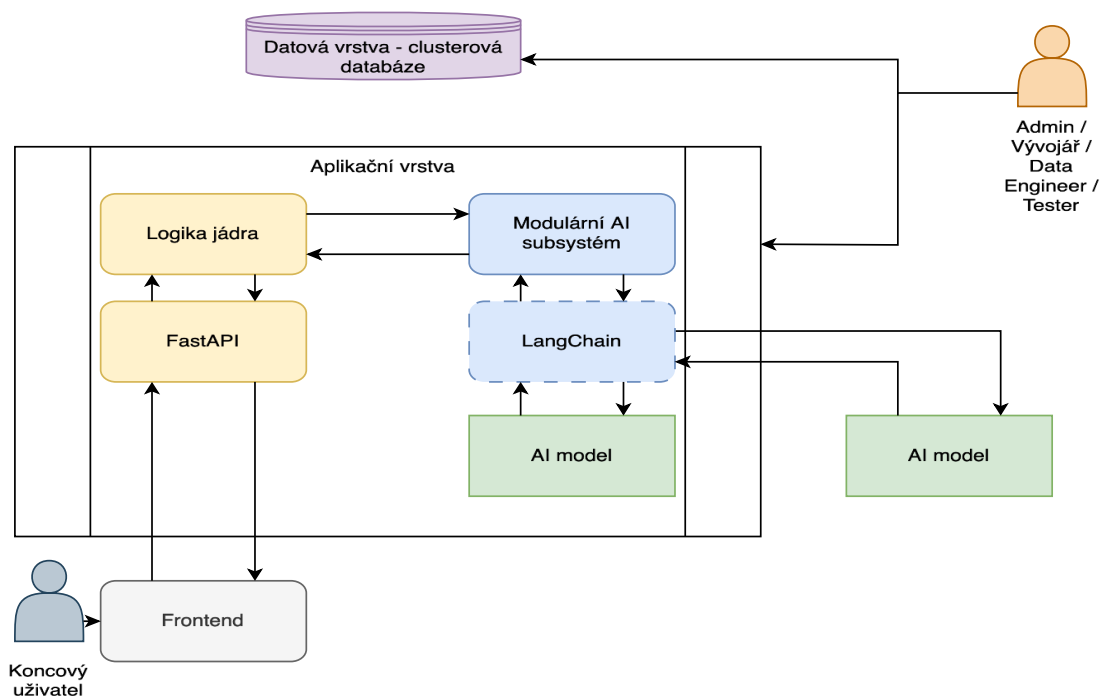 Datová vrstva - clusterová
databáze
Admin /
Vývojář /
Data
Engineer /
Tester
Aplikační vrstva
Logika jádra
Modulární AI
subsystém
FastAPI
LangChain
AI model
AI model
Frontend
Koncový
uživatel